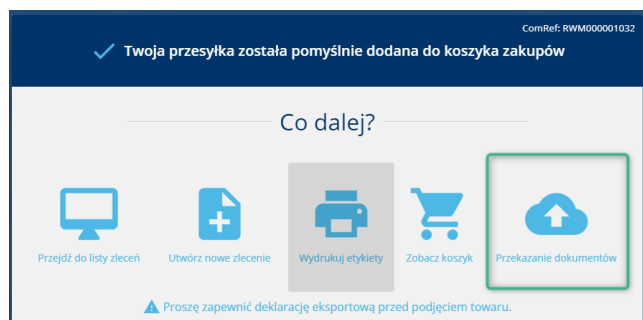 ComRef: RWM000001032
Twoja przesyłka została pomyślnie dodana do koszyka zakupów
Co dalej?
Przejdź do listy zleceń
Utwórz nowe zlecenie
Wydrukuj etykiety
Zobacz koszyk
Przekazanie dokumentów
Proszę zapewnić deklarację eksportową przed podjęciem towaru.